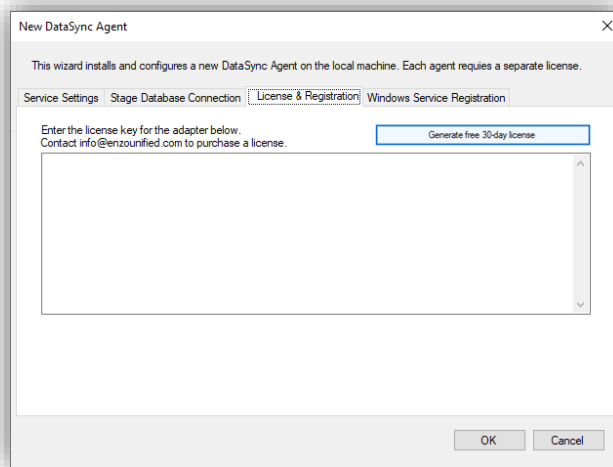 New DataSync Agent
This wizard installs and configures a new DataSync Agent on the local machine. Each agent requies a separate license.
Service Settings Stage Database Connection License & Registration Windows Service Registration
Enter the license key for the adapter below.
Contact info@enzounified.com to purchase a license.
Generate free 30-day license
OK Cancel